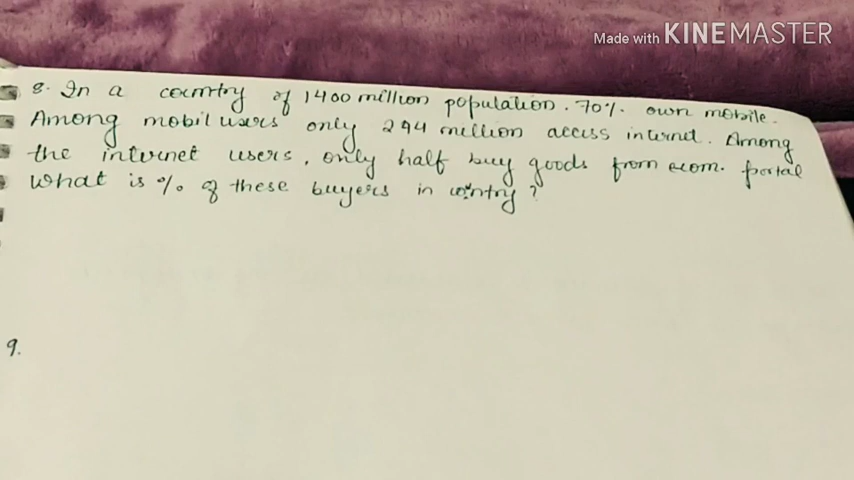 Made with KINEMASTER
8. In a country of 1400 million population. 70% own mobile.
Among mobil users only 294 million access internet. Among
the internet users, only half buy goods from ecom. portal
What is % of these buyers in country?
9.